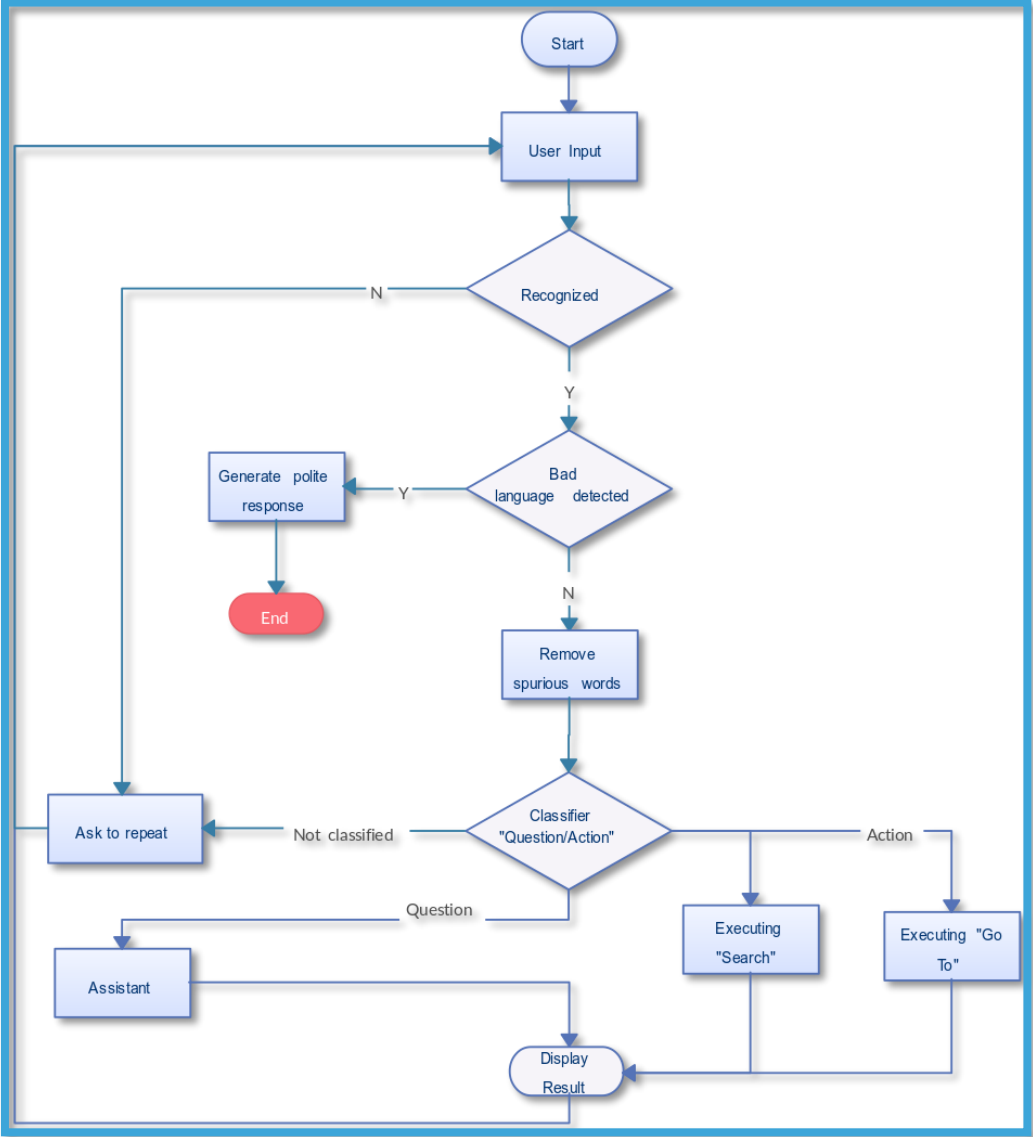 Start
User Input
Recognized
N
Y
Bad
language detected
Y
Generate polite
response
End
N
Remove
spurious words
Classifier
"Question/Action"
Not classified
Ask to repeat
Action
Question
Executing
"Search"
Executing "Go
To"
Assistant
Display
Result